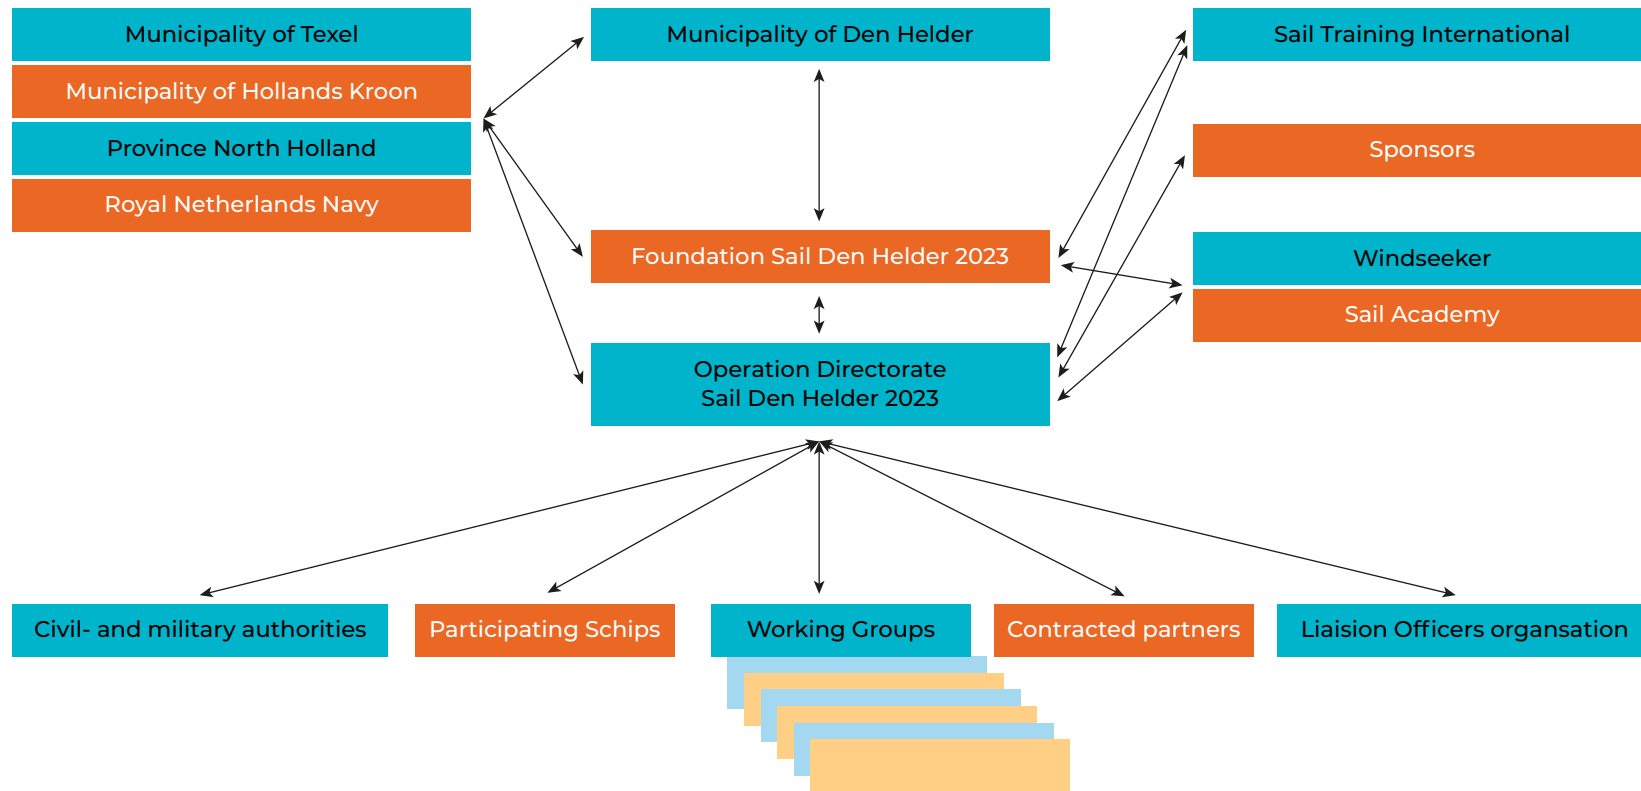 Municipality of Texel
Municipality of Hollands Kroon
Province North Holland
Royal Netherlands Navy
Municipality of Den Helder
Foundation Sail Den Helder 2023
Operation Directorate
Sail Den Helder 2023
Sail Training International
Sponsors
Windseeker
Sail Academy
Civil- and military authorities
Participating Schips
Working Groups
Contracted partners
Liaision Officers organsation